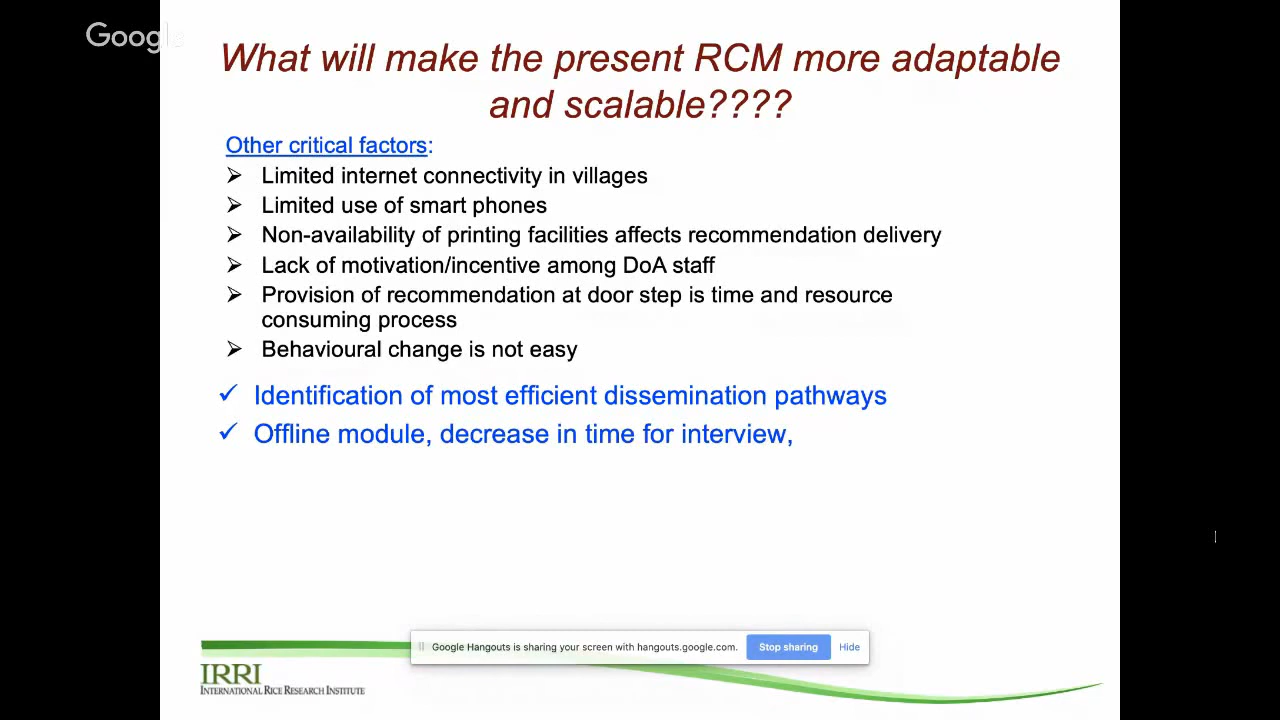 Google
What will make the present RCM more adaptable
and scalable????
Other critical factors:
➢ Limited internet connectivity in villages
➢ Limited use of smart phones
➢ Non-availability of printing facilities affects recommendation delivery
➢ Lack of motivation/incentive among DoA staff
➢ Provision of recommendation at door step is time and resource
consuming process
➢ Behavioural change is not easy
✓ Identification of most efficient dissemination pathways
✓ Offline module, decrease in time for interview,
Google Hangouts is sharing your screen with hangouts.google.com. Stop sharing Hide
IRRI
INTERNATIONAL RICE RESEARCH INSTITUTE